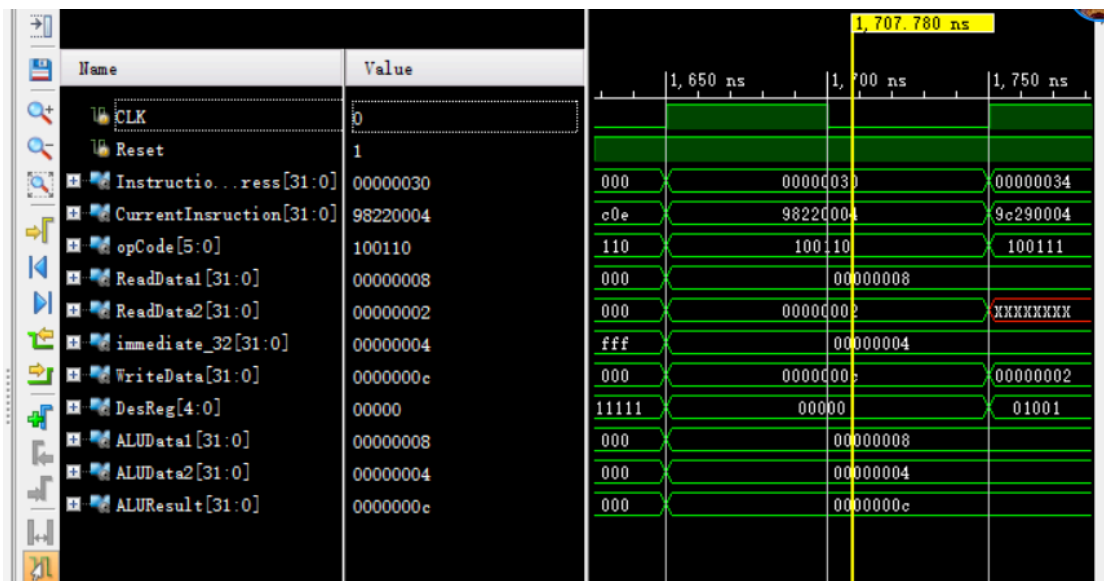 1,707.780 ns
Name Value
1,650 ns 1,700 ns 1,750 ns
CLK 0
Reset 1
Instructio...ress[31:0] 00000030 000 00000030 00000034
CurrentInsruction[31:0] 98220004 c0e 98220004 9c290004
opCode[5:0] 100110 110 100110 100111
ReadData1[31:0] 00000008 000 00000008
ReadData2[31:0] 00000002 000 00000002 XXXXXXXX
immediate_32[31:0] 00000004 fff 00000004
WriteData[31:0] 0000000c 000 0000000c 00000002
DesReg[4:0] 00000 11111 00000 01001
ALUData1[31:0] 00000008 000 00000008
ALUData2[31:0] 00000004 000 00000004
ALUResult[31:0] 0000000c 000 0000000c